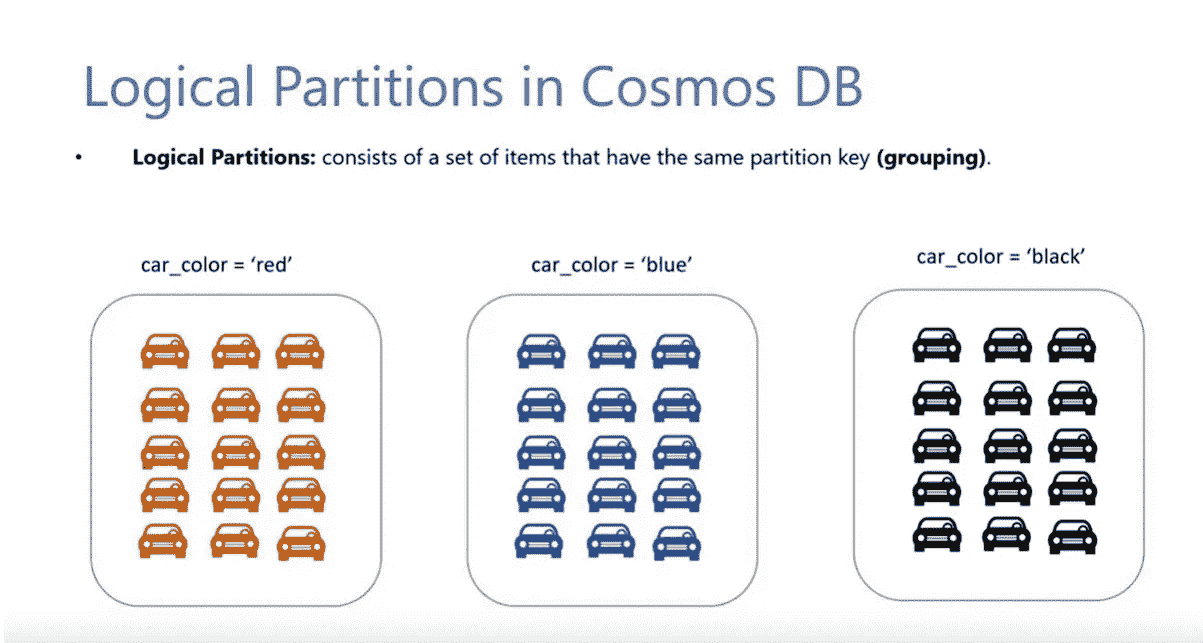 Logical Partitions in Cosmos DB
• Logical Partitions: consists of a set of items that have the same partition key (grouping).
car_color = ‘red’
car_color = ‘blue’
car_color = ‘black’